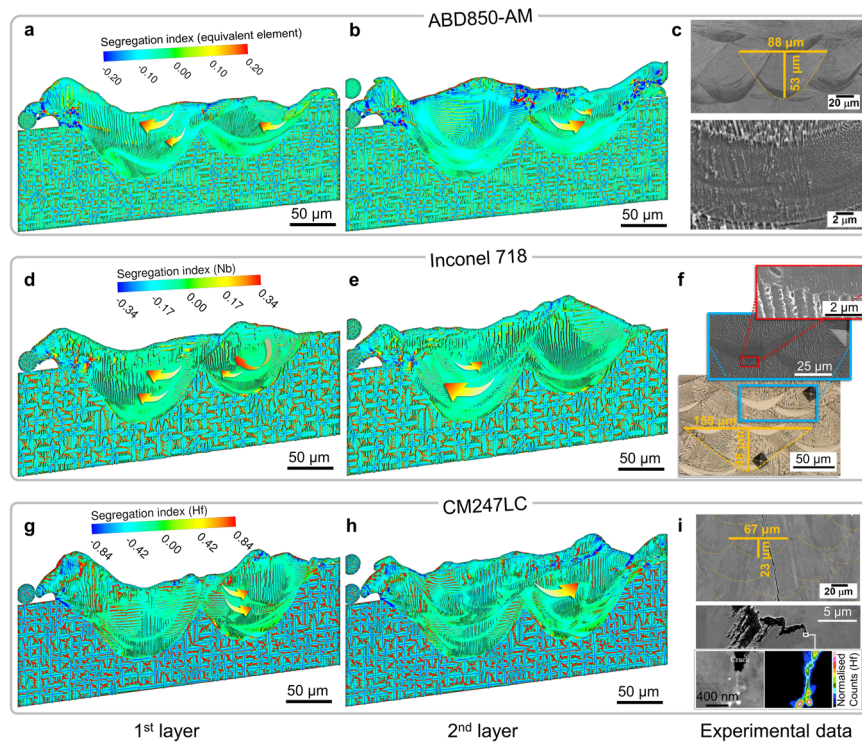 ABD850-AM
a
Segregation index (equivalent element)
-0.20
-0.10
0.00
0.10
0.20
50 µm
b
50 µm
c
88 µm
53 µm
20 µm
2 µm
Inconel 718
d
Segregation index (Nb)
-0.34
-0.17
0.00
0.17
0.34
50 µm
e
50 µm
f
2 µm
25 µm
153 µm
50 µm
CM247LC
g
Segregation index (Hf)
-0.84
-0.42
0.00
0.42
0.84
50 µm
h
50 µm
i
67 µm
23 µm
20 µm
5 µm
Crack
400 nm
Normalised
Counts (Hf)
1st layer
2nd layer
Experimental data